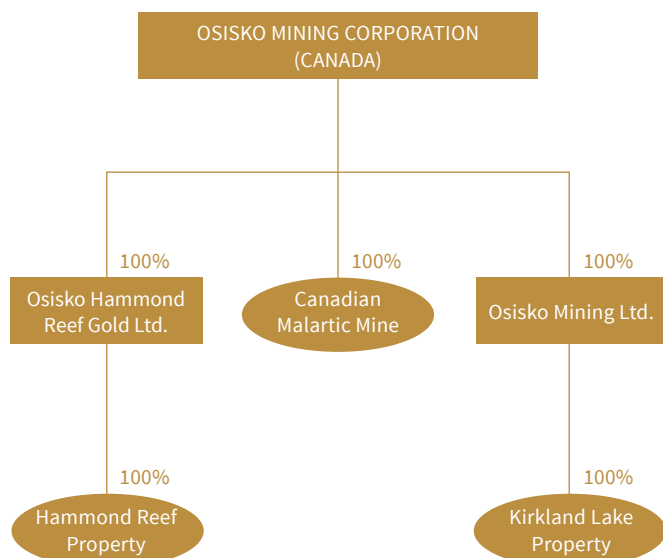 OSISKO MINING CORPORATION
(CANADA)
100%
100%
100%
Osisko Hammond
Reef Gold Ltd.
Canadian
Malartic Mine
Osisko Mining Ltd.
100%
100%
Hammond Reef
Property
Kirkland Lake
Property